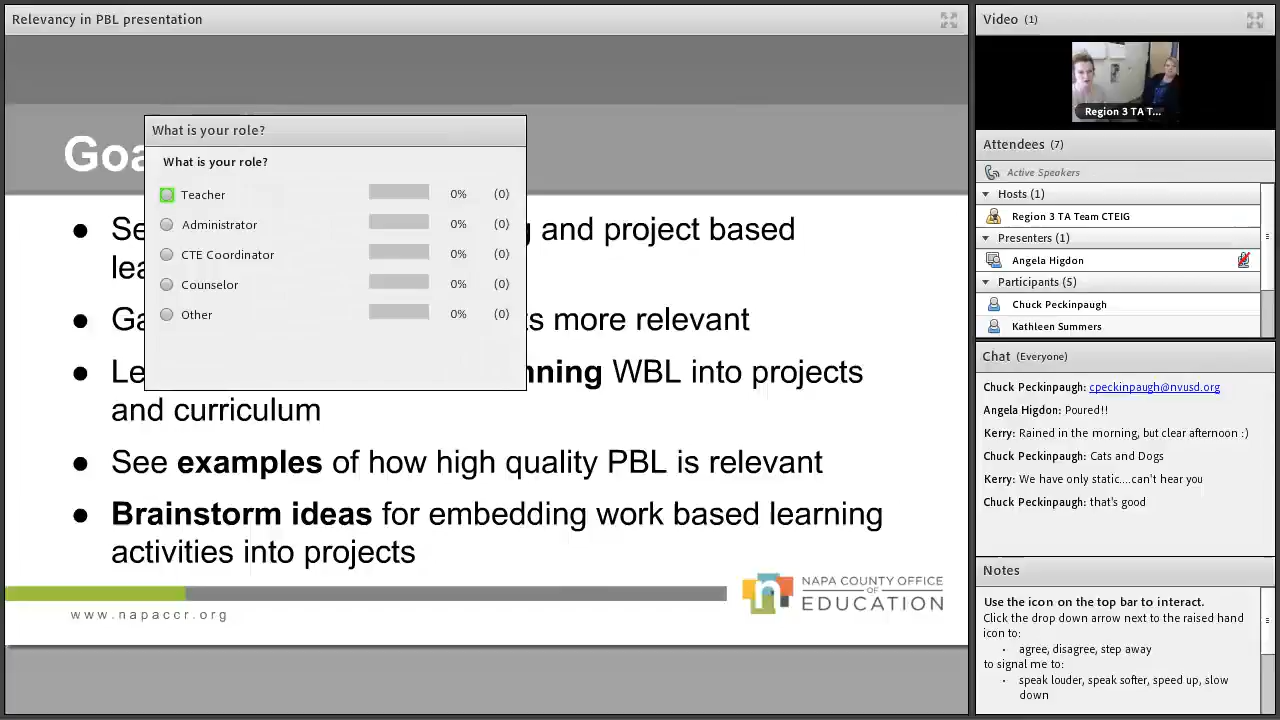 Relevancy in PBL presentation
Goa
What is your role?
What is your role?
Teacher 0% (0)
Administrator 0% (0)
CTE Coordinator 0% (0)
Counselor 0% (0)
Other 0% (0)
● Se g and project based
lea
● Ga ts more relevant
● Le nning WBL into projects
and curriculum
● See examples of how high quality PBL is relevant
● Brainstorm ideas for embedding work based learning
activities into projects
www.napaccr.org
n
NAPA COUNTY OFFICE
OF
EDUCATION
Video (1)
Region 3 TA T...
Attendees (7)
Active Speakers
Hosts (1)
Region 3 TA Team CTEIG
Presenters (1)
Angela Higdon
Participants (5)
Chuck Peckinpaugh
Kathleen Summers
Chat (Everyone)
Chuck Peckinpaugh: cpeckinpaugh@nvusd.org
Angela Higdon: Poured!!
Kerry: Rained in the morning, but clear afternoon :)
Chuck Peckinpaugh: Cats and Dogs
Kerry: We have only static....can't hear you
Chuck Peckinpaugh: that's good
Notes
Use the icon on the top bar to interact.
Click the drop down arrow next to the raised hand
icon to:
· agree, disagree, step away
to signal me to:
· speak louder, speak softer, speed up, slow
down